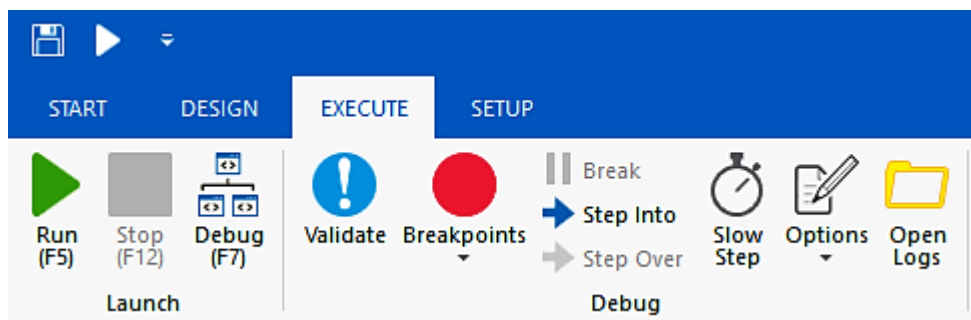 START DESIGN EXECUTE SETUP
Run
(F5)
Stop
(F12)
Debug
(F7)
Launch
Validate
Breakpoints
Break
Step Into
Step Over
Slow
Step
Options
Open
Logs
Debug